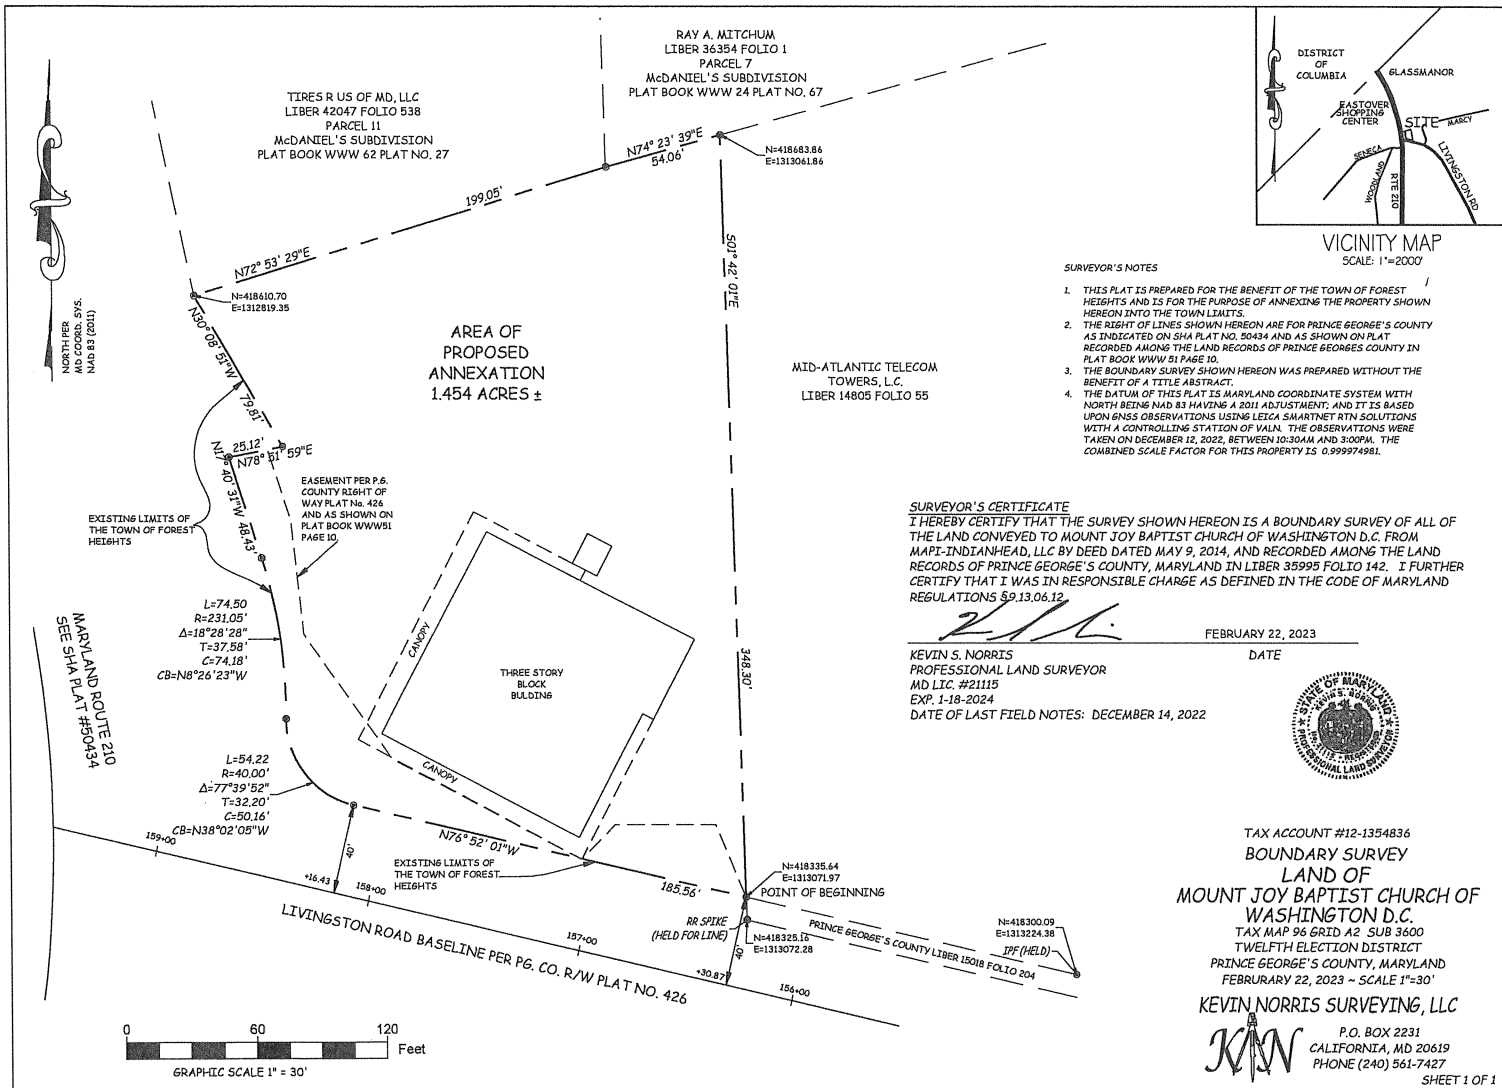 RAY A. MITCHUM
LIBER 36354 FOLIO 1
PARCEL 7
McDANIEL'S SUBDIVISION
PLAT BOOK WWW 24 PLAT NO. 67
TIRES R US OF MD, LLC
LIBER 42047 FOLIO 538
PARCEL 11
McDANIEL'S SUBDIVISION
PLAT BOOK WWW 62 PLAT NO. 27
DISTRICT
OF
COLUMBIA
GLASSMANOR
EASTOVER
SHOPPING
CENTER
SITE
MARCY
SENECA
WOODLAND
RTE 210
LIVINGSTON RD
VICINITY MAP
SCALE: 1"=2000'
NORTH PER
MD COORD. SYS.
NAD 83 (2011)
N74° 23' 39"E
54.06'
N=418683.86
E=1313061.86
199.05'
N72° 53' 29"E
N=418610.70
E=1312819.35
S01° 42' 01"E
348.30'
N30° 08' 51"W
79.81'
25.12'
N78° 51' 59"E
N17° 40' 31"W 48.43'
AREA OF
PROPOSED
ANNEXATION
1.454 ACRES ±
MID-ATLANTIC TELECOM
TOWERS, L.C.
LIBER 14805 FOLIO 55
EASEMENT PER P.G.
COUNTY RIGHT OF
WAY PLAT No. 426
AND AS SHOWN ON
PLAT BOOK WWW51
PAGE 10
EXISTING LIMITS OF
THE TOWN OF FOREST
HEIGHTS
L=74.50
R=231.05'
Δ=18°28'28"
T=37.58'
C=74.18'
CB=N8°26'23"W
MARYLAND ROUTE 210
SEE SHA PLAT #50434
CANOPY
THREE STORY
BLOCK
BULDING
CANOPY
L=54.22
R=40.00'
Δ=77°39'52"
T=32.20'
C=50.16'
CB=N38°02'05"W
N76° 52' 01"W
185.56'
EXISTING LIMITS OF
THE TOWN OF FOREST
HEIGHTS
159+00
40'
+16.43
158+00
157+00
+30.87
156+00
40'
LIVINGSTON ROAD BASELINE PER PG. CO. R/W PLAT NO. 426
N=418335.64
E=1313071.97
POINT OF BEGINNING
RR SPIKE
(HELD FOR LINE)
N=418325.16
E=1313072.28
PRINCE GEORGE'S COUNTY LIBER 15018 FOLIO 204
N=418300.09
E=1313224.38
IPF (HELD)
0 60 120
Feet
GRAPHIC SCALE 1" = 30'
SURVEYOR'S NOTES
1. THIS PLAT IS PREPARED FOR THE BENEFIT OF THE TOWN OF FOREST
HEIGHTS AND IS FOR THE PURPOSE OF ANNEXING THE PROPERTY SHOWN
HEREON INTO THE TOWN LIMITS.
2. THE RIGHT OF LINES SHOWN HEREON ARE FOR PRINCE GEORGE'S COUNTY
AS INDICATED ON SHA PLAT NO. 50434 AND AS SHOWN ON PLAT
RECORDED AMONG THE LAND RECORDS OF PRINCE GEORGES COUNTY IN
PLAT BOOK WWW 51 PAGE 10.
3. THE BOUNDARY SURVEY SHOWN HEREON WAS PREPARED WITHOUT THE
BENEFIT OF A TITLE ABSTRACT.
4. THE DATUM OF THIS PLAT IS MARYLAND COORDINATE SYSTEM WITH
NORTH BEING NAD 83 HAVING A 2011 ADJUSTMENT; AND IT IS BASED
UPON GNSS OBSERVATIONS USING LEICA SMARTNET RTN SOLUTIONS
WITH A CONTROLLING STATION OF VALN. THE OBSERVATIONS WERE
TAKEN ON DECEMBER 12, 2022, BETWEEN 10:30AM AND 3:00PM. THE
COMBINED SCALE FACTOR FOR THIS PROPERTY IS 0.999974981.
SURVEYOR'S CERTIFICATE
I HEREBY CERTIFY THAT THE SURVEY SHOWN HEREON IS A BOUNDARY SURVEY OF ALL OF
THE LAND CONVEYED TO MOUNT JOY BAPTIST CHURCH OF WASHINGTON D.C. FROM
MAPI-INDIANHEAD, LLC BY DEED DATED MAY 9, 2014, AND RECORDED AMONG THE LAND
RECORDS OF PRINCE GEORGE'S COUNTY, MARYLAND IN LIBER 35995 FOLIO 142. I FURTHER
CERTIFY THAT I WAS IN RESPONSIBLE CHARGE AS DEFINED IN THE CODE OF MARYLAND
REGULATIONS §9.13.06.12
FEBRUARY 22, 2023
KEVIN S. NORRIS DATE
PROFESSIONAL LAND SURVEYOR
MD LIC. #21115
EXP. 1-18-2024
DATE OF LAST FIELD NOTES: DECEMBER 14, 2022
STATE OF MARYLAND
KEVIN S. NORRIS
No. 21115 REGISTERED
PROFESSIONAL LAND SURVEYOR
TAX ACCOUNT #12-1354836
BOUNDARY SURVEY
LAND OF
MOUNT JOY BAPTIST CHURCH OF
WASHINGTON D.C.
TAX MAP 96 GRID A2 SUB 3600
TWELFTH ELECTION DISTRICT
PRINCE GEORGE'S COUNTY, MARYLAND
FEBRURARY 22, 2023 ~ SCALE 1"=30'
KEVIN NORRIS SURVEYING, LLC
KN
P.O. BOX 2231
CALIFORNIA, MD 20619
PHONE (240) 561-7427
SHEET 1 OF 1